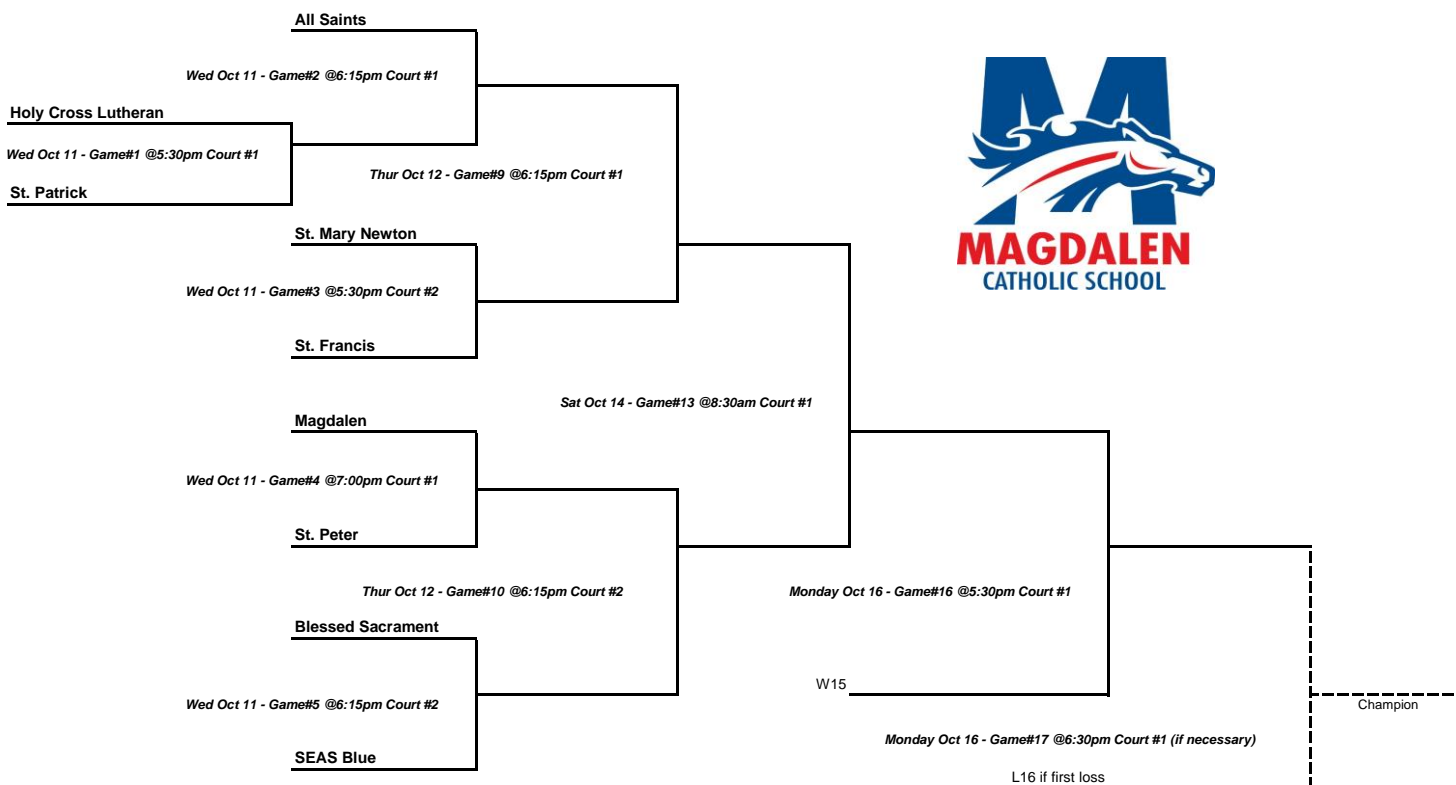 All Saints
Wed Oct 11 - Game#2 @6:15pm Court #1
Holy Cross Lutheran
Wed Oct 11 - Game#1 @5:30pm Court #1
St. Patrick
Thur Oct 12 - Game#9 @6:15pm Court #1
St. Mary Newton
Wed Oct 11 - Game#3 @5:30pm Court #2
St. Francis
MAGDALEN
CATHOLIC SCHOOL
Sat Oct 14 - Game#13 @8:30am Court #1
Magdalen
Wed Oct 11 - Game#4 @7:00pm Court #1
St. Peter
Thur Oct 12 - Game#10 @6:15pm Court #2
Monday Oct 16 - Game#16 @5:30pm Court #1
Blessed Sacrament
W15
Wed Oct 11 - Game#5 @6:15pm Court #2
Champion
Monday Oct 16 - Game#17 @6:30pm Court #1 (if necessary)
SEAS Blue
L16 if first loss